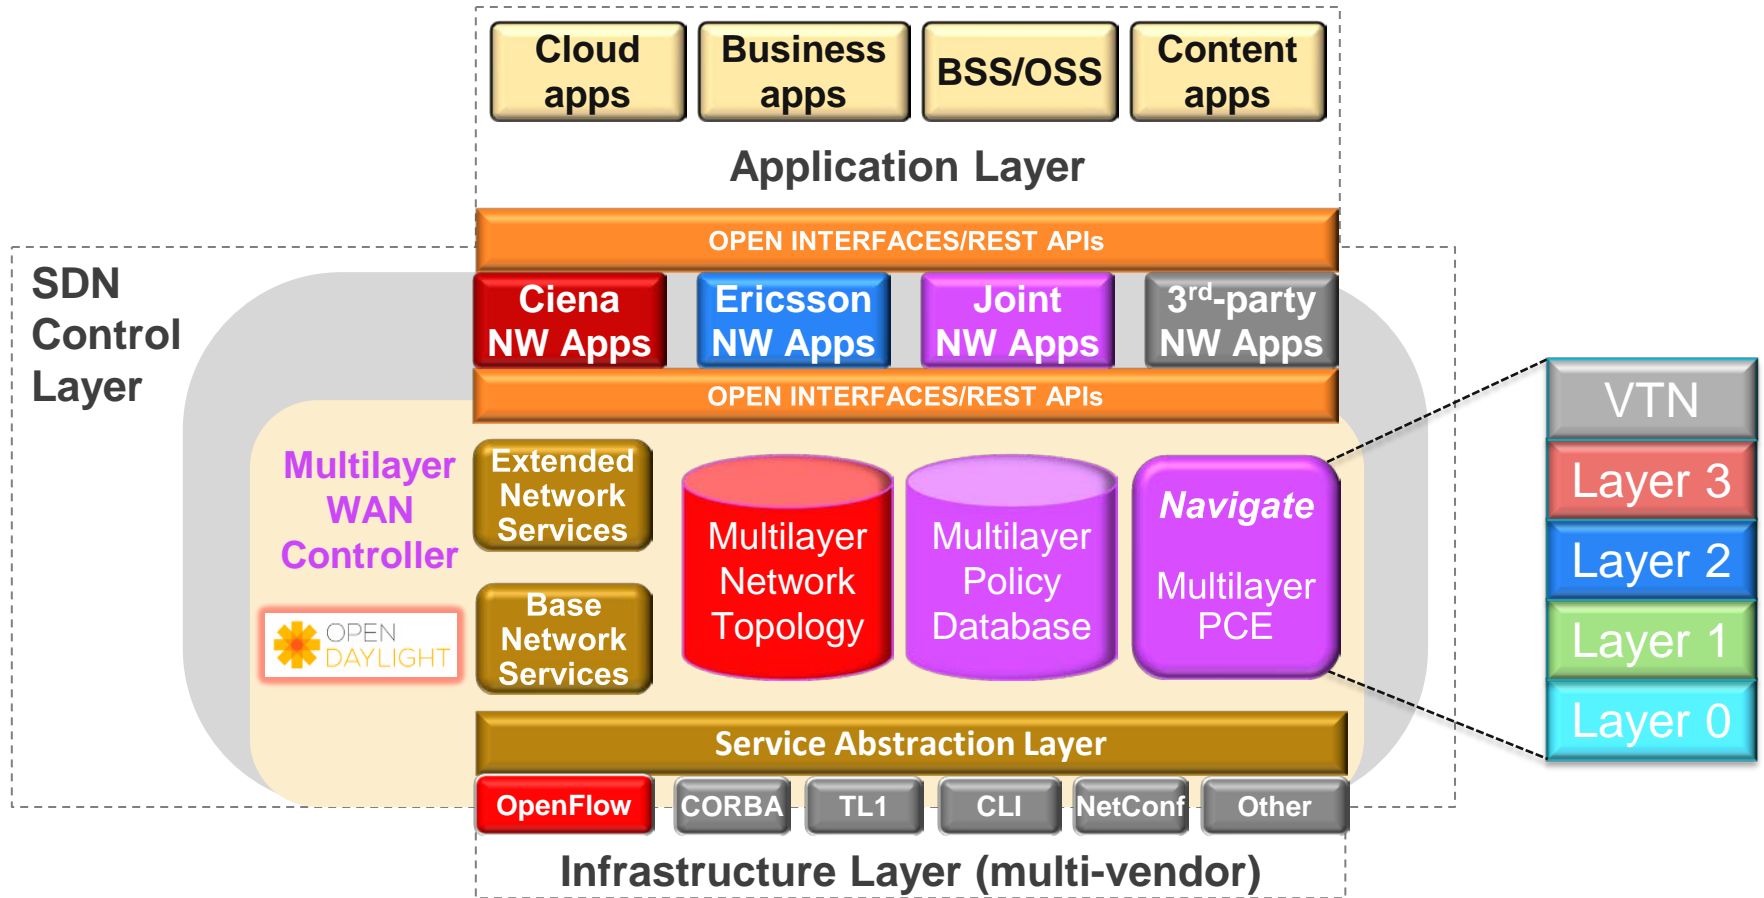 Cloud
apps
Business
apps
BSS/OSS
Content
apps
Application Layer
OPEN INTERFACES/REST APIs
SDN
Control
Layer
Ciena
NW Apps
Ericsson
NW Apps
Joint
NW Apps
3rd-party
NW Apps
OPEN INTERFACES/REST APIs
Multilayer
WAN
Controller
OPEN
DAYLIGHT
Extended
Network
Services
Base
Network
Services
Multilayer
Network
Topology
Multilayer
Policy
Database
Navigate
Multilayer
PCE
VTN
Layer 3
Layer 2
Layer 1
Layer 0
Service Abstraction Layer
OpenFlow
CORBA
TL1
CLI
NetConf
Other
Infrastructure Layer (multi-vendor)